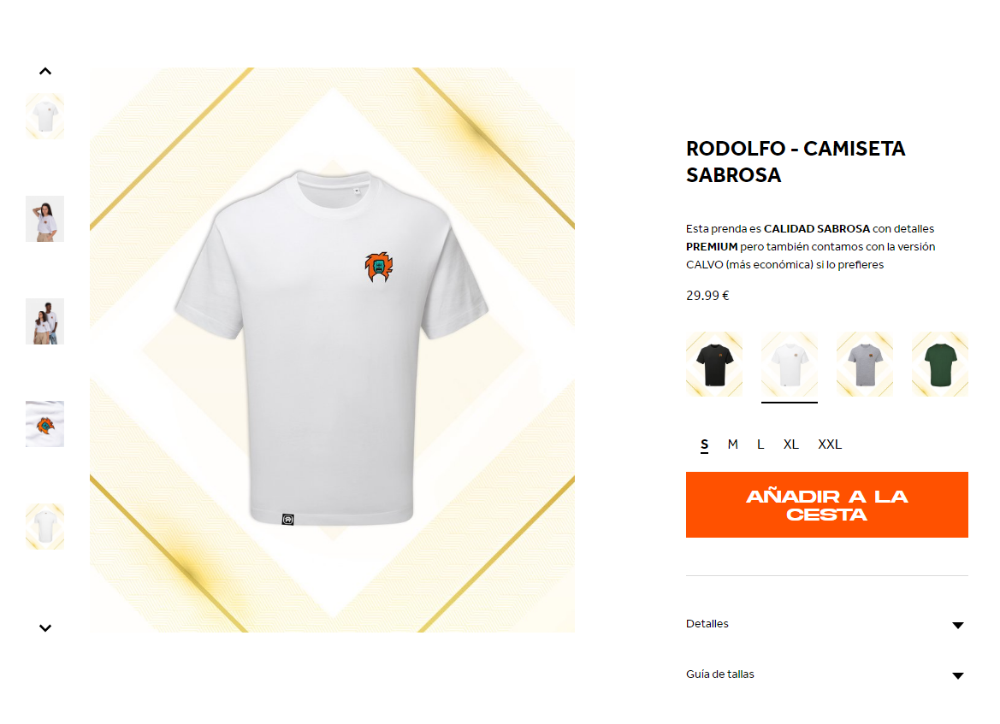 RODOLFO - CAMISETA
SABROSA
Esta prenda es CALIDAD SABROSA con detalles
PREMIUM pero también contamos con la versión
CALVO (más económica) si lo prefieres
29.99 €
S M L XL XXL
AÑADIR A LA
CESTA
Detalles
Guía de tallas